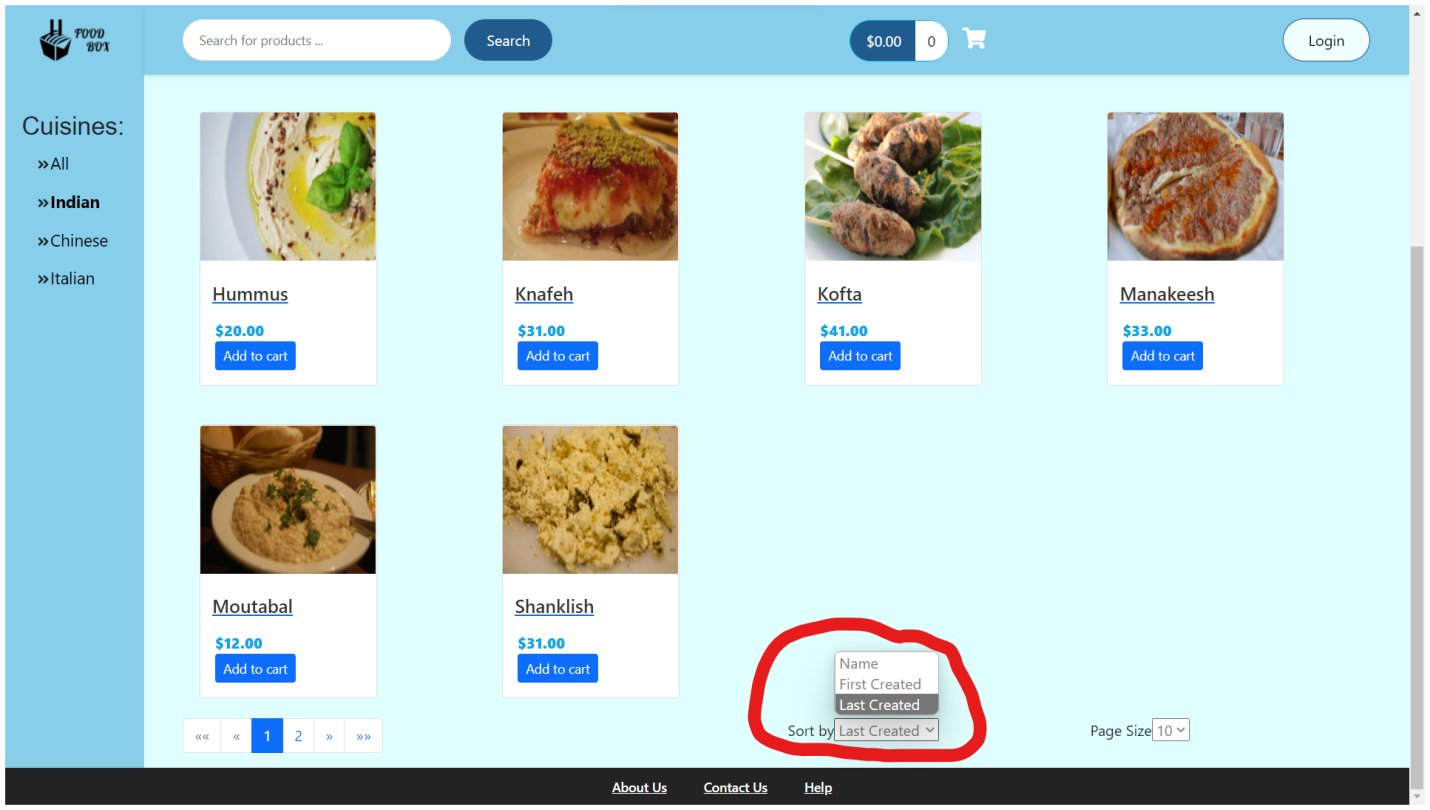 FOOD
BOX
Search for products ...
Search
$0.00 0
Login
Cuisines:
»All
»Indian
»Chinese
»Italian
Hummus
$20.00
Add to cart
Knafeh
$31.00
Add to cart
Kofta
$41.00
Add to cart
Manakeesh
$33.00
Add to cart
Moutabal
$12.00
Add to cart
Shanklish
$31.00
Add to cart
Name
First Created
Last Created
«« « 1 2 » »»
Sort by Last Created
Page Size 10
About Us Contact Us Help